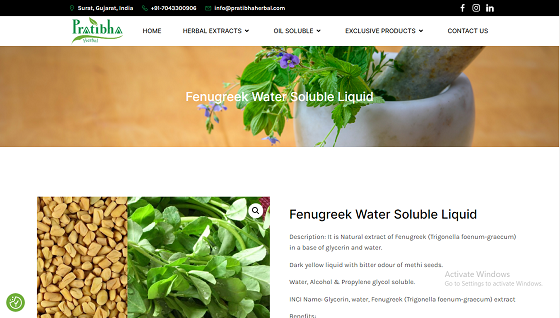 Surat, Gujarat, India +91-7043300906 info@pratibhaherbal.com
Pratibha
Herbal
HOME HERBAL EXTRACTS OIL SOLUBLE EXCLUSIVE PRODUCTS CONTACT US
Fenugreek Water Soluble Liquid
Fenugreek Water Soluble Liquid
Description: It is Natural extract of Fenugreek (Trigonella foenum-graecum)
in a base of glycerin and water.
Dark yellow liquid with bitter odour of methi seeds.
Water, Alcohol & Propylene glycol soluble.
Activate Windows
Go to Settings to activate Windows.
INCI Name: Glycerin, water, Fenugreek (Trigonella foenum-graecum) extract
Benefits: